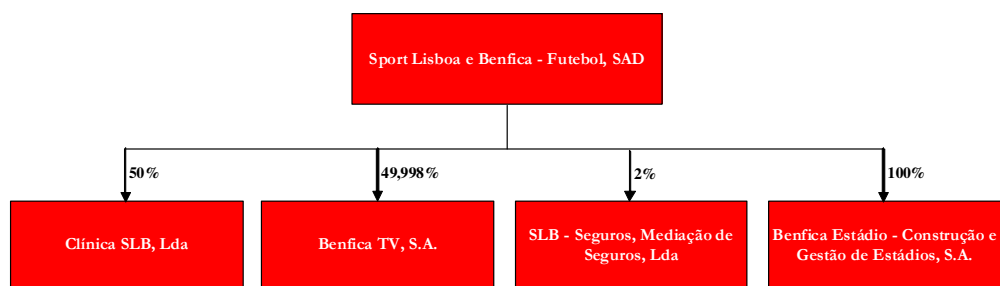 Sport Lisboa e Benfica - Futebol, SAD
50%
49,998%
2%
100%
Clínica SLB, Lda
Benfica TV, S.A.
SLB - Seguros, Mediação de
Seguros, Lda
Benfica Estádio - Construção e
Gestão de Estádios, S.A.